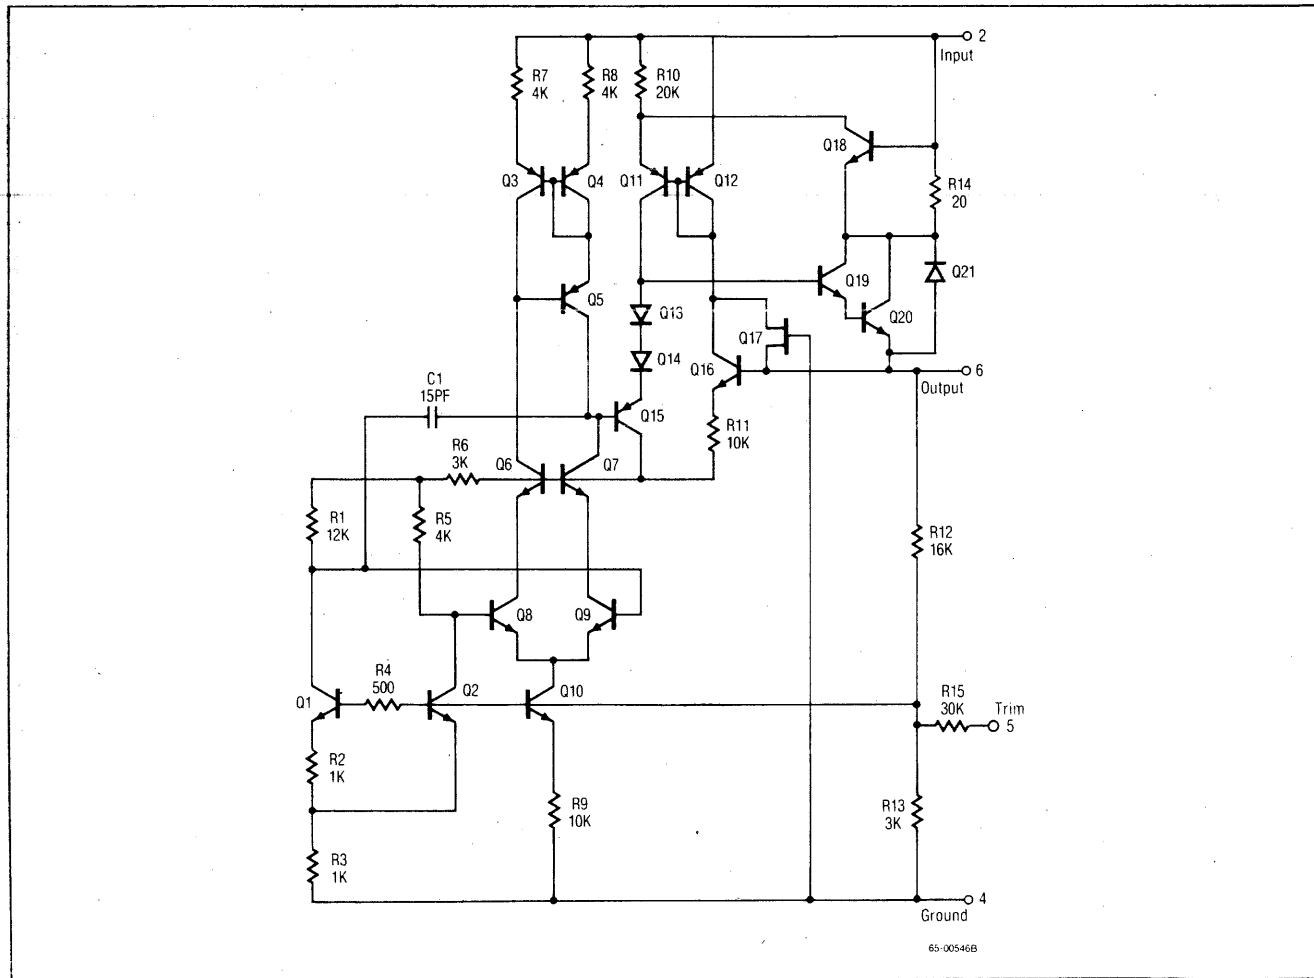 2
Input
R7
4K
R8
4K
R10
20K
Q18
R14
20
Q3
Q4
Q11
Q12
Q19
Q21
Q5
Q13
Q20
Q17
Q14
Q16
6
Output
C1
15PF
Q15
R11
10K
R6
3K
Q6
Q7
R1
12K
R5
4K
R12
16K
Q8
Q9
R4
500
Q1
Q2
Q10
R15
30K
Trim
5
R2
1K
R9
10K
R13
3K
R3
1K
4
Ground
65-00546B